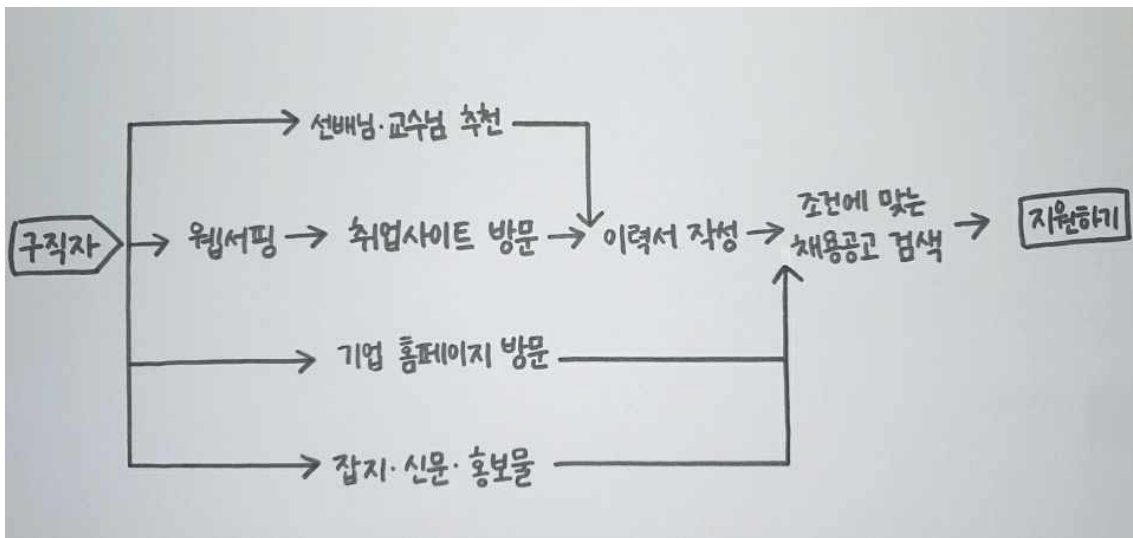 선배님·교수님 추천
구직자
웹서핑
취업사이트 방문
이력서 작성
조건에 맞는
채용공고 검색
지원하기
기업 홈페이지 방문
잡지·신문·홍보물